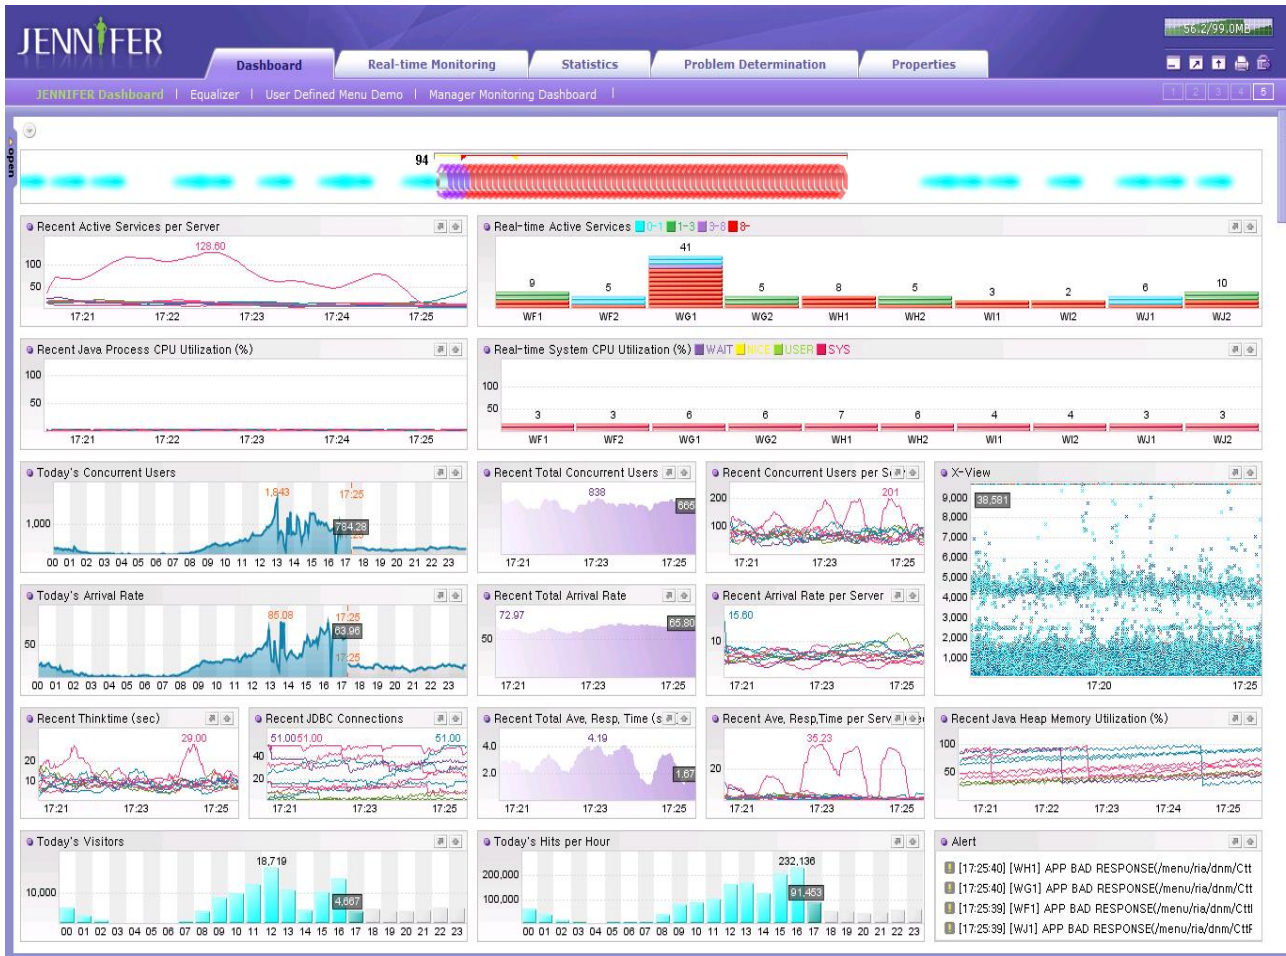 JENNIFER
56.2/99.0MB
Dashboard Real-time Monitoring Statistics Problem Determination Properties
JENNIFER Dashboard | Equalizer | User Defined Menu Demo | Manager Monitoring Dashboard |
1 2 3 4 5
open
94
Recent Active Services per Server
128.60
100
50
17:21 17:22 17:23 17:24 17:25
Real-time Active Services 0-1 1-3 3-8 8-
9 5 41 5 8 5 3 2 6 10
WF1 WF2 WG1 WG2 WH1 WH2 WI1 WI2 WJ1 WJ2
Recent Java Process CPU Utilization (%)
100
50
17:21 17:22 17:23 17:24 17:25
Real-time System CPU Utilization (%) WAIT NICE USER SYS
100
50
3 3 6 6 7 6 4 4 3 3
WF1 WF2 WG1 WG2 WH1 WH2 WI1 WI2 WJ1 WJ2
Today's Concurrent Users
1,843 17:25
1,000
784.28
00 01 02 03 04 05 06 07 08 09 10 11 12 13 14 15 16 17 18 19 20 21 22 23
Recent Total Concurrent Users
838
665
17:21 17:23 17:25
Recent Concurrent Users per
200
201
100
17:21 17:23 17:25
X-View
9,000
38,581
8,000
7,000
6,000
5,000
4,000
3,000
2,000
1,000
17:20 17:25
Today's Arrival Rate
85.08 17:25
63.96
50
17:25
00 01 02 03 04 05 06 07 08 09 10 11 12 13 14 15 16 17 18 19 20 21 22 23
Recent Total Arrival Rate
72.97
65.80
50
17:21 17:23 17:25
Recent Arrival Rate per Server
15.60
10
17:21 17:23 17:25
Recent Thinktime (sec)
29.00
20
10
17:21 17:23 17:25
Recent JDBC Connections
51.00 51.00 51.00
40
20
17:21 17:23 17:25
Recent Total Ave, Resp, Time (s
4.0
4.19
2.0
1.67
17:21 17:23 17:25
Recent Ave, Resp,Time per Serv
35.23
20
17:21 17:23 17:25
Recent Java Heap Memory Utilization (%)
100
50
17:21 17:22 17:23 17:24 17:25
Today's Visitors
18,719
10,000
4,667
00 01 02 03 04 05 06 07 08 09 10 11 12 13 14 15 16 17 18 19 20 21 22 23
Today's Hits per Hour
232,136
200,000
91,453
100,000
00 01 02 03 04 05 06 07 08 09 10 11 12 13 14 15 16 17 18 19 20 21 22 23
Alert
[17:25:40] [WH1] APP BAD RESPONSE(/menu/ria/dnm/Ctt
[17:25:40] [WG1] APP BAD RESPONSE(/menu/ria/dnm/Ctt
[17:25:39] [WF1] APP BAD RESPONSE(/menu/ria/dnm/Cttl
[17:25:39] [WJ1] APP BAD RESPONSE(/menu/ria/dnm/CttF